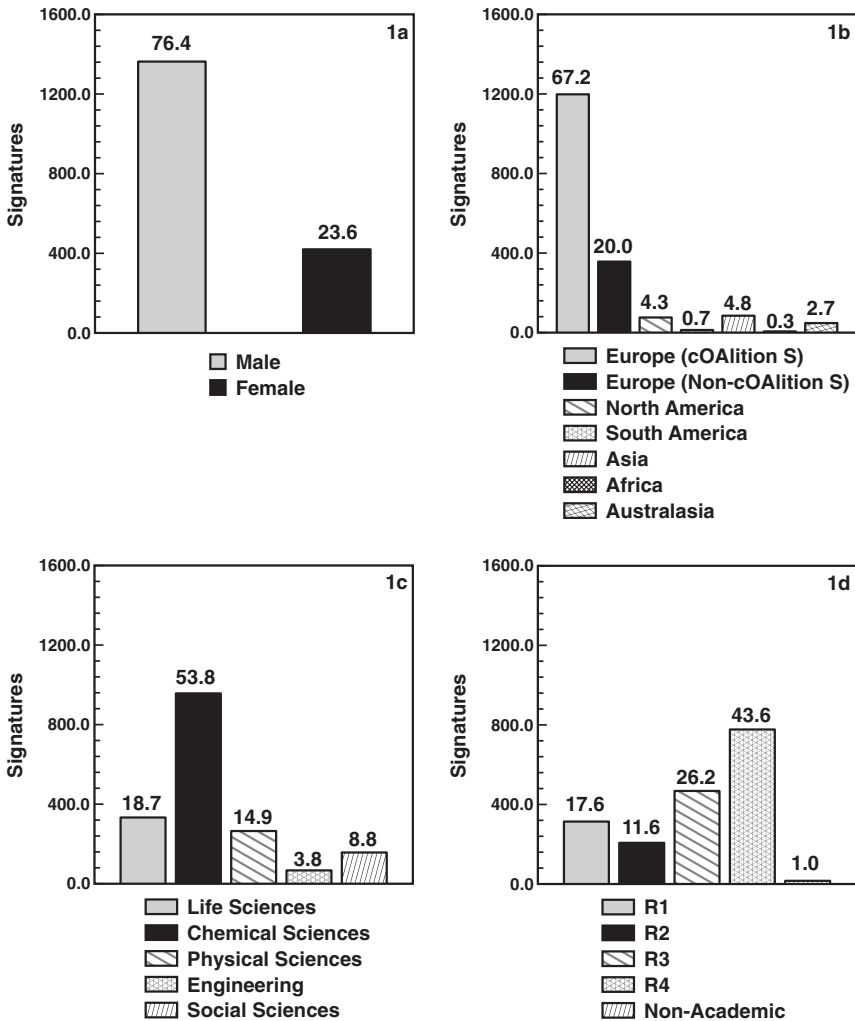 1a
1600.0
1200.0
800.0
400.0
0.0
Signatures
76.4
23.6
Male
Female
1b
1600.0
1200.0
800.0
400.0
0.0
Signatures
67.2
20.0
4.3
0.7
4.8
0.3
2.7
Europe (cOAlition S)
Europe (Non-cOAlition S)
North America
South America
Asia
Africa
Australasia
1c
1600.0
1200.0
800.0
400.0
0.0
Signatures
18.7
53.8
14.9
3.8
8.8
Life Sciences
Chemical Sciences
Physical Sciences
Engineering
Social Sciences
1d
1600.0
1200.0
800.0
400.0
0.0
Signatures
17.6
11.6
26.2
43.6
1.0
R1
R2
R3
R4
Non-Academic